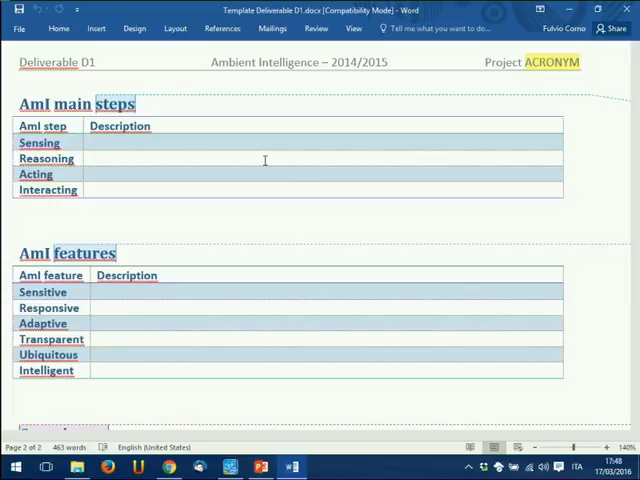 Template Deliverable D1.docx [Compatibility Mode] - Word
File Home Insert Design Layout References Mailings Review View Tell me what you want to do... Fulvio Corno Share
Deliverable D1 Ambient Intelligence – 2014/2015 Project ACRONYM
AmI main steps
AmI step Description
Sensing
Reasoning
Acting
Interacting
AmI features
AmI feature Description
Sensitive
Responsive
Adaptive
Transparent
Ubiquitous
Intelligent
Page 2 of 2 463 words English (United States) 140%
ITA
17:48
17/03/2016